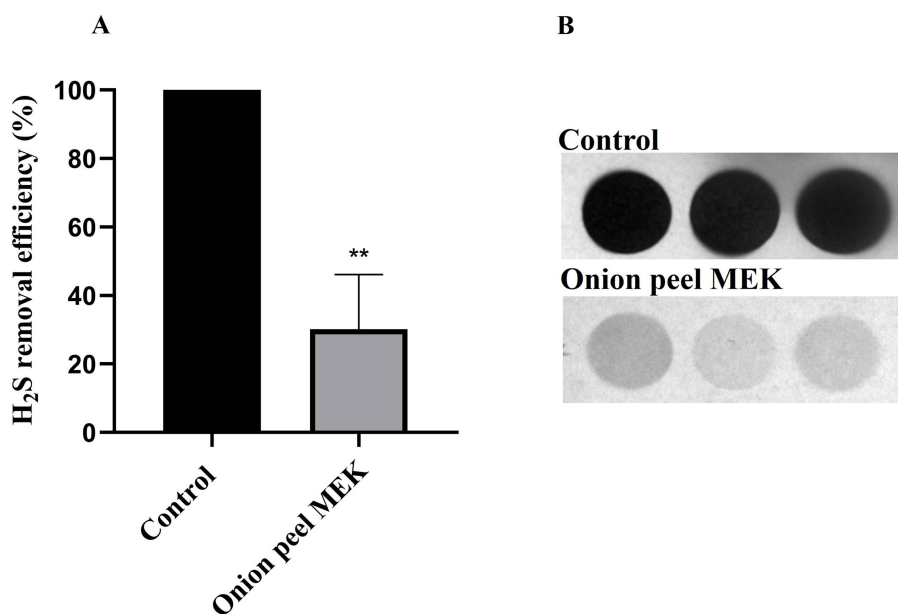 A
H₂S removal efficiency (%)
100
80
60
40
20
0
**
Control
Onion peel MEK
B
Control
Onion peel MEK